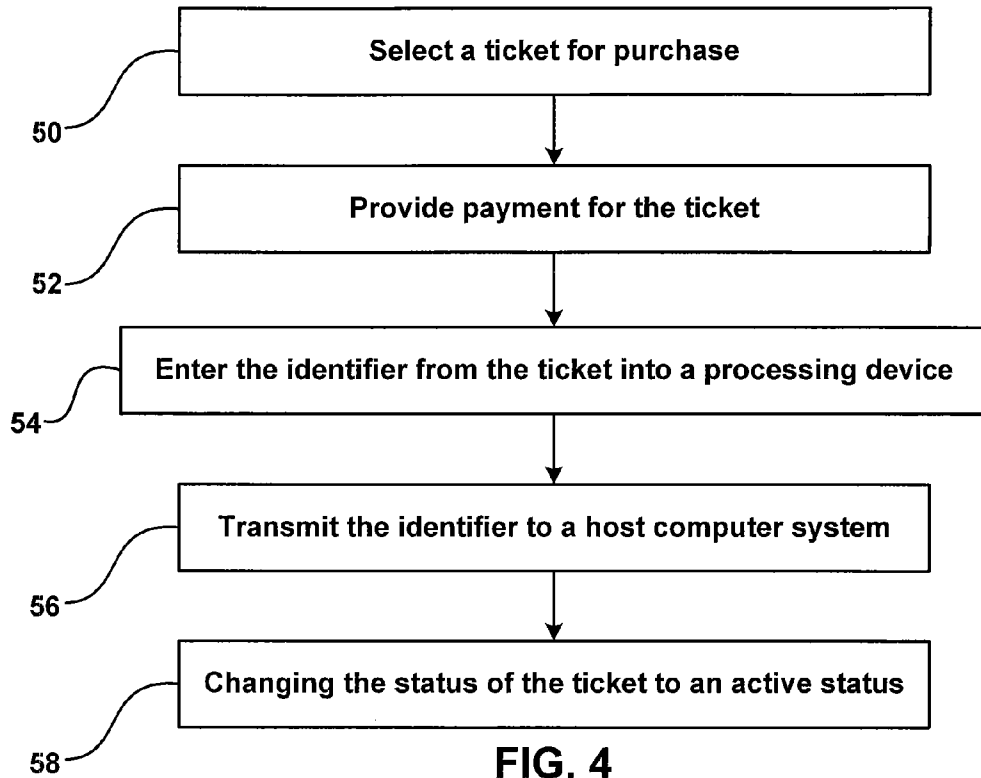 Select a ticket for purchase
50
Provide payment for the ticket
52
Enter the identifier from the ticket into a processing device
54
Transmit the identifier to a host computer system
56
Changing the status of the ticket to an active status
58
FIG. 4